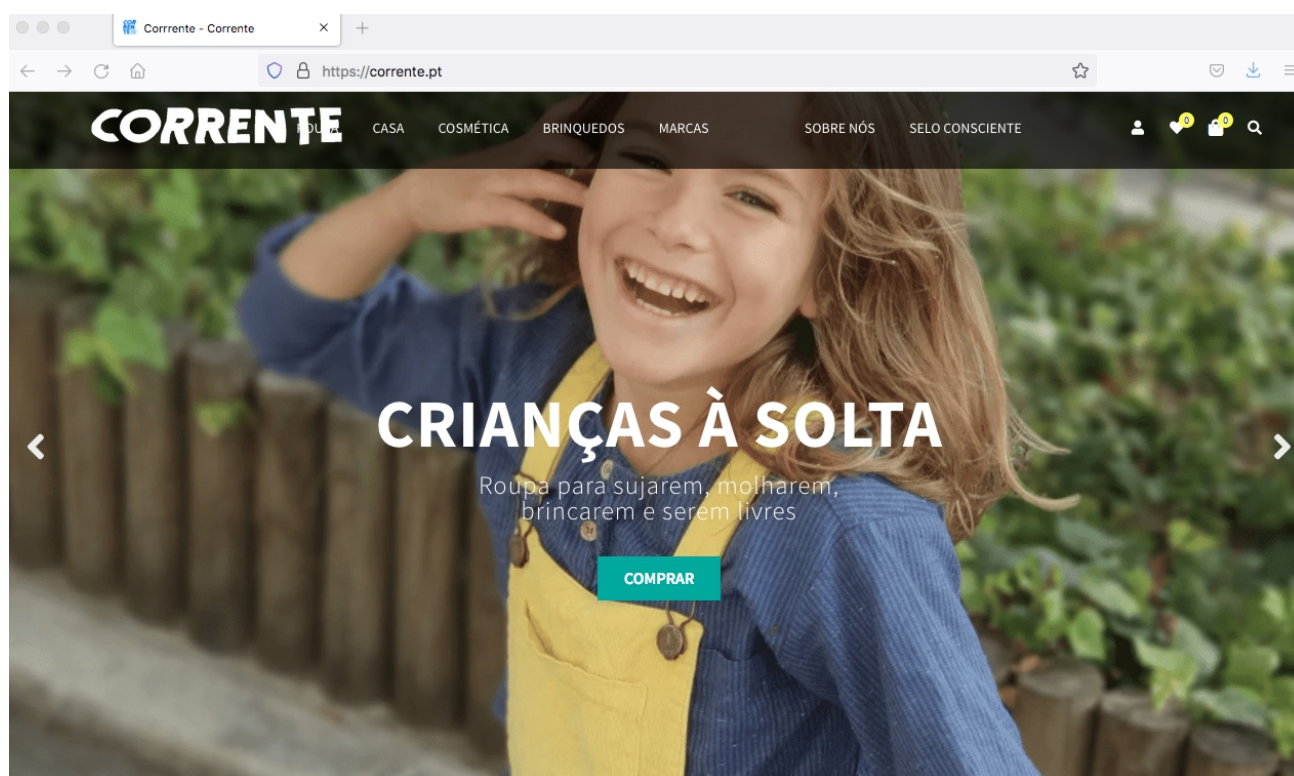 Corrrente - Corrente
https://corrente.pt
CORRENTE ROUPA CASA COSMÉTICA BRINQUEDOS MARCAS SOBRE NÓS SELO CONSCIENTE 0 0
CRIANÇAS À SOLTA
Roupa para sujarem, molharem,
brincarem e serem livres
COMPRAR